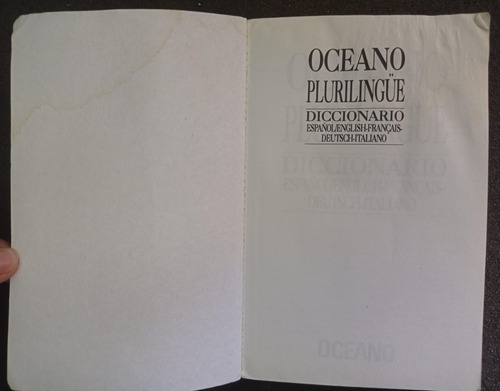 OCEANO
PLURILINGÜE
DICCIONARIO
ESPAÑOL/ENGLISH-FRANÇAIS-
DEUTSCH-ITALIANO
OCEANO